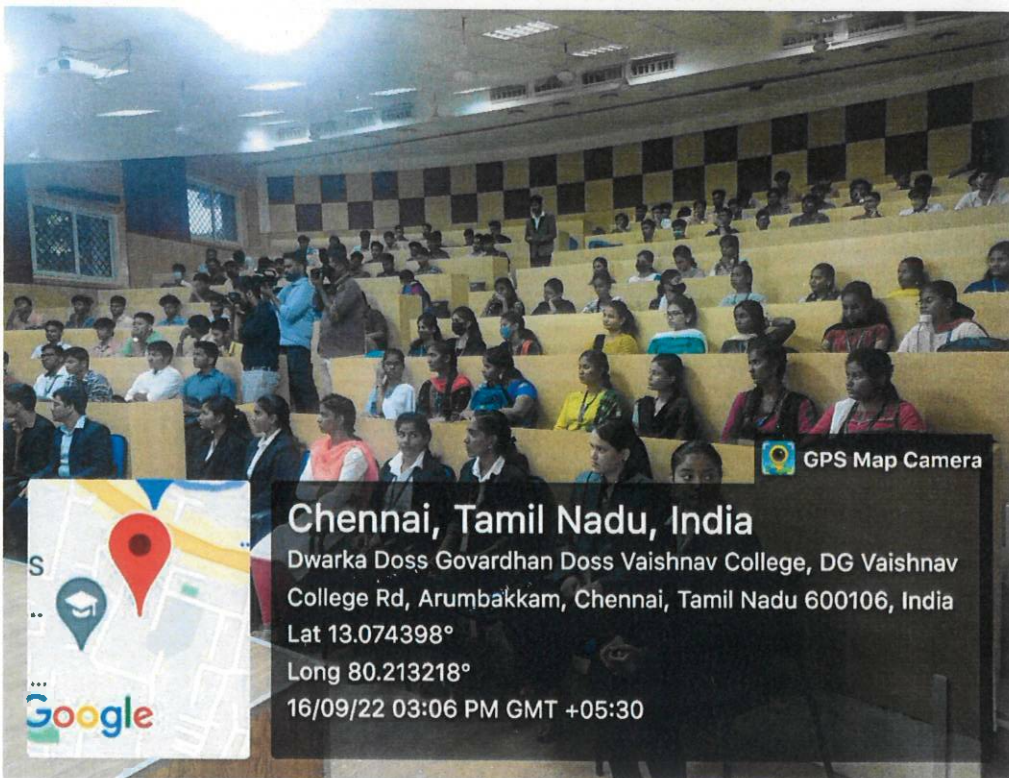 GPS Map Camera
Chennai, Tamil Nadu, India
Dwarka Doss Govardhan Doss Vaishnav College, DG Vaishnav
College Rd, Arumbakkam, Chennai, Tamil Nadu 600106, India
Lat 13.074398°
Long 80.213218°
16/09/22 03:06 PM GMT +05:30
S
..
...
Google